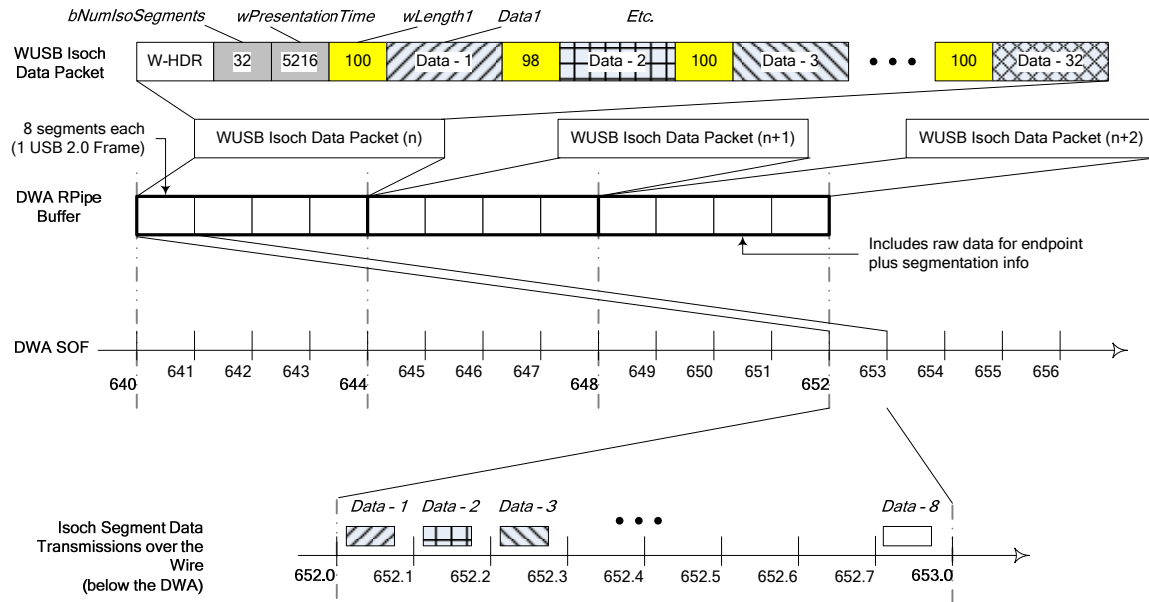 bNumIsoSegments wPresentationTime wLength1 Data1 Etc.
WUSB Isoch
Data Packet
W-HDR 32 5216 100 Data - 1 98 Data - 2 100 Data - 3 • • • 100 Data - 32
8 segments each
(1 USB 2.0 Frame)
WUSB Isoch Data Packet (n) WUSB Isoch Data Packet (n+1) WUSB Isoch Data Packet (n+2)
DWA RPipe
Buffer
Includes raw data for endpoint
plus segmentation info
DWA SOF
640 641 642 643 644 645 646 647 648 649 650 651 652 653 654 655 656
Data - 1 Data - 2 Data - 3 • • • Data - 8
Isoch Segment Data
Transmissions over the
Wire
(below the DWA)
652.0 652.1 652.2 652.3 652.4 652.5 652.6 652.7 653.0